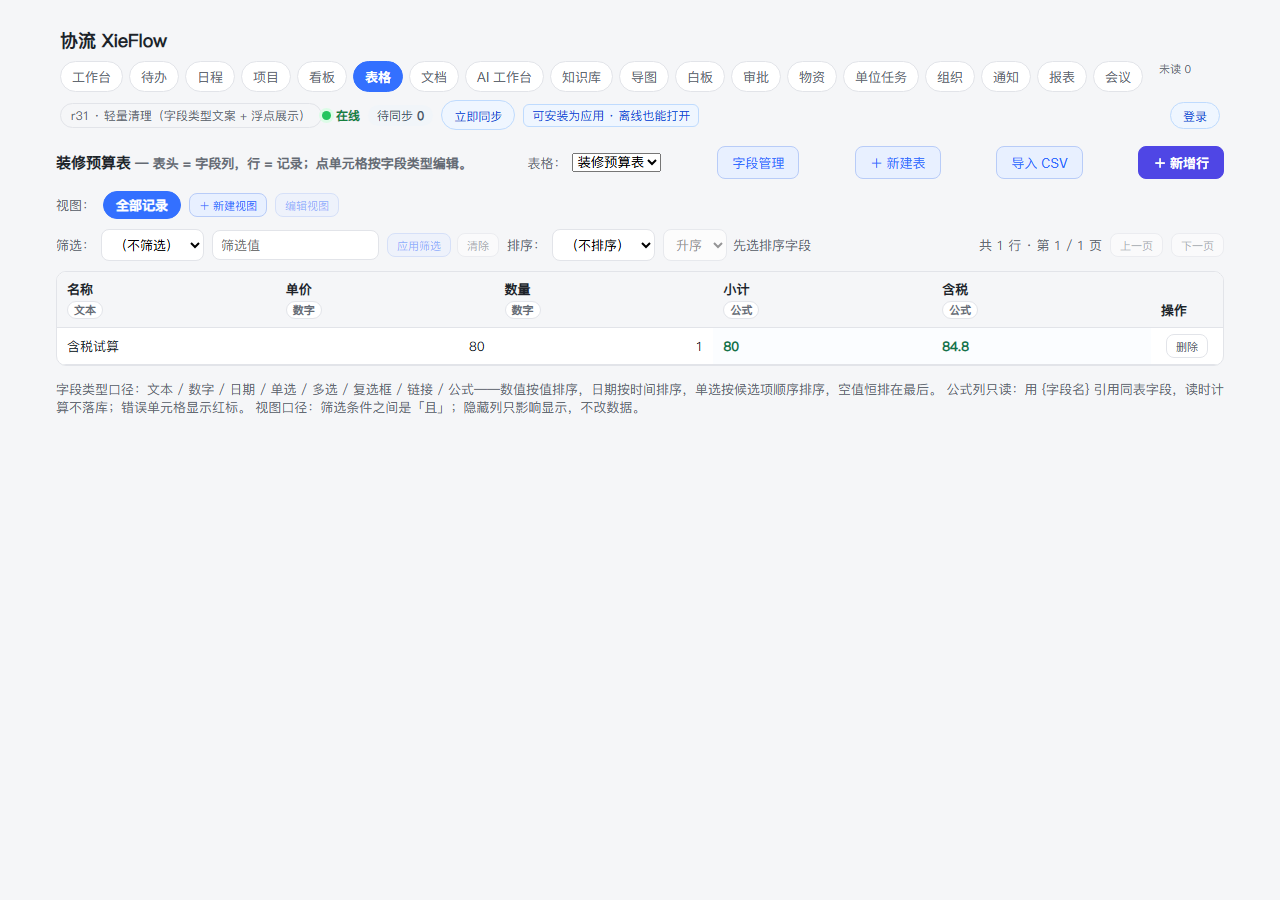 协流 XieFlow
工作台 待办 日程 项目 看板 表格 文档 AI 工作台 知识库 导图 白板 审批 物资 单位任务 组织 通知 报表 会议 未读 0
r31 · 轻量清理（字段类型文案 + 浮点展示） 在线 待同步 0 立即同步 可安装为应用 · 离线也能打开 登录
装修预算表 — 表头 = 字段列，行 = 记录；点单元格按字段类型编辑。 表格： 装修预算表 字段管理 ＋ 新建表 导入 CSV ＋ 新增行
视图： 全部记录 ＋ 新建视图 编辑视图
筛选： （不筛选） 筛选值 应用筛选 清除 排序： （不排序） 升序 先选排序字段 共 1 行 · 第 1 / 1 页 上一页 下一页
名称 单价 数量 小计 含税
文本 数字 数字 公式 公式 操作
含税试算 80 1 80 84.8 删除
字段类型口径：文本 / 数字 / 日期 / 单选 / 多选 / 复选框 / 链接 / 公式——数值按值排序，日期按时间排序，单选按候选项顺序排序，空值恒排在最后。 公式列只读：用 {字段名} 引用同表字段，读时计
算不落库；错误单元格显示红标。 视图口径：筛选条件之间是「且」；隐藏列只影响显示，不改数据。